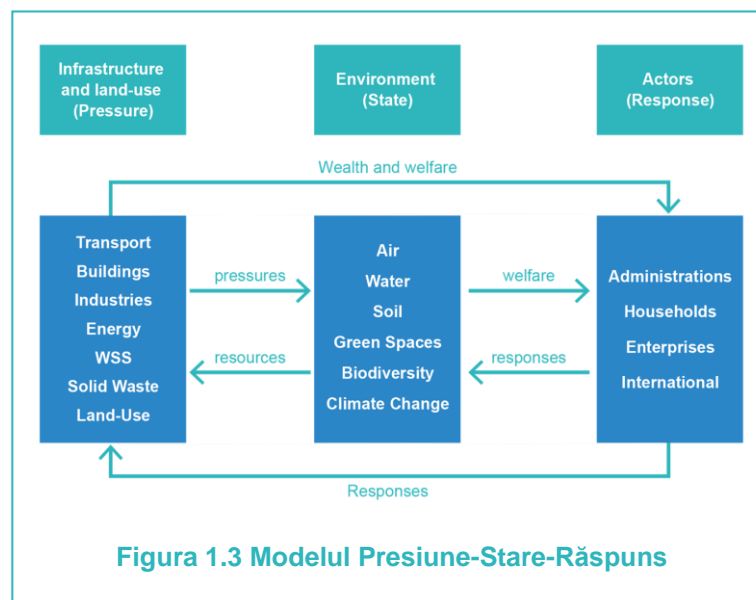 Infrastructure
and land-use
(Pressure)
Environment
(State)
Actors
(Response)
Wealth and welfare
Transport
Buildings
Industries
Energy
WSS
Solid Waste
Land-Use
pressures
resources
Air
Water
Soil
Green Spaces
Biodiversity
Climate Change
welfare
responses
Administrations
Households
Enterprises
International
Responses
Figura 1.3 Modelul Presiune-Stare-Răspuns